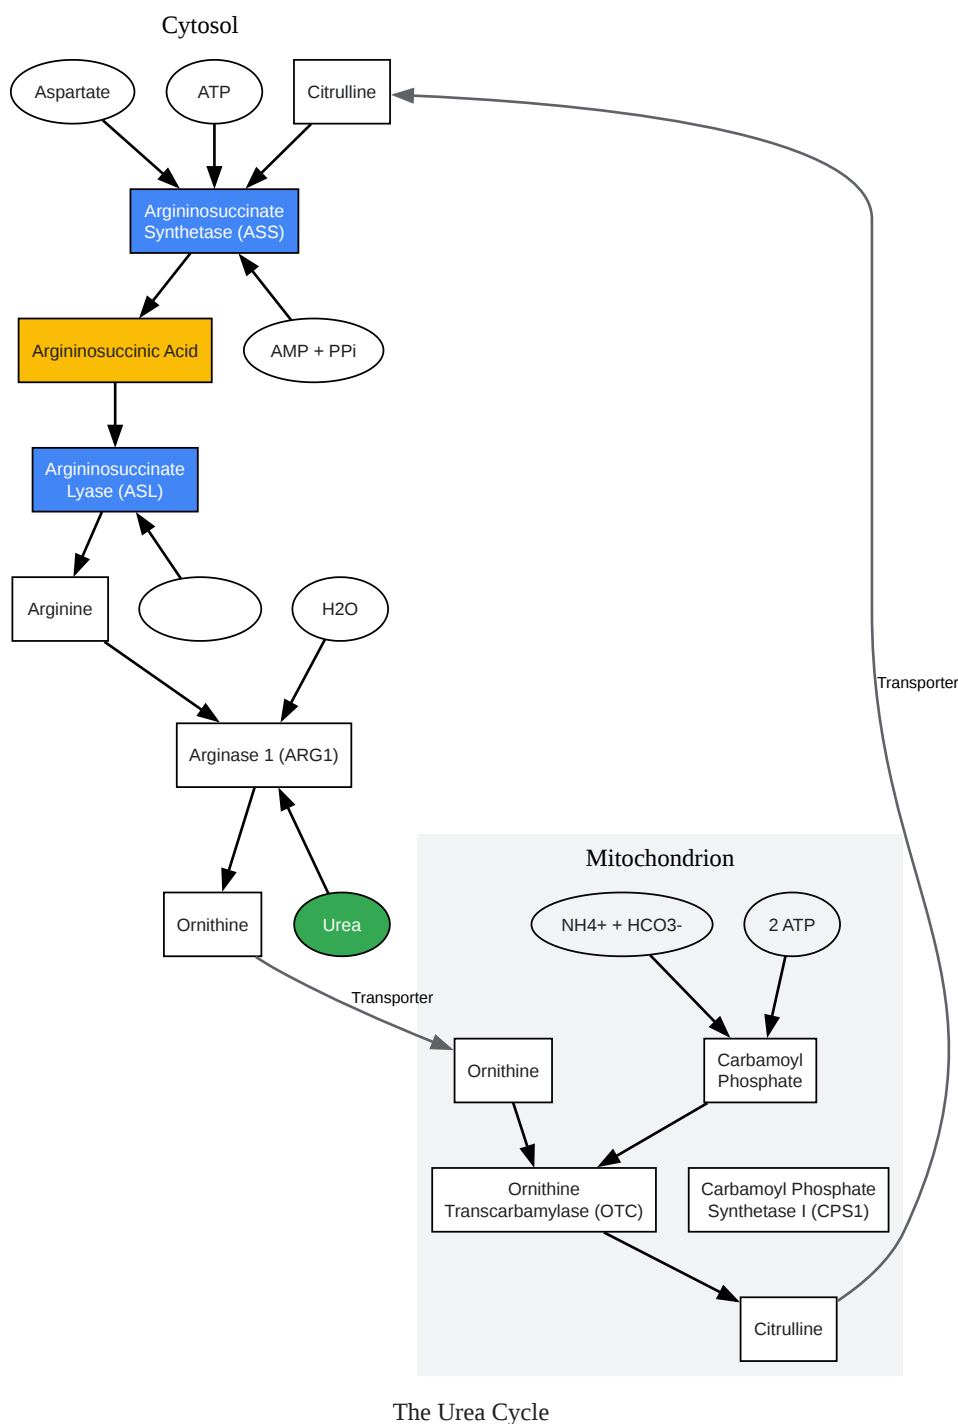 Cytosol
Aspartate
ATP
Citrulline
Argininosuccinate
Synthetase (ASS)
Argininosuccinic Acid
AMP + PPi
Argininosuccinate
Lyase (ASL)
Arginine
H2O
Transporter
Arginase 1 (ARG1)
Mitochondrion
Ornithine
Urea
NH4+ + HCO3-
2 ATP
Transporter
Ornithine
Carbamoyl
Phosphate
Ornithine
Transcarbamylase (OTC)
Carbamoyl Phosphate
Synthetase I (CPS1)
Citrulline
The Urea Cycle